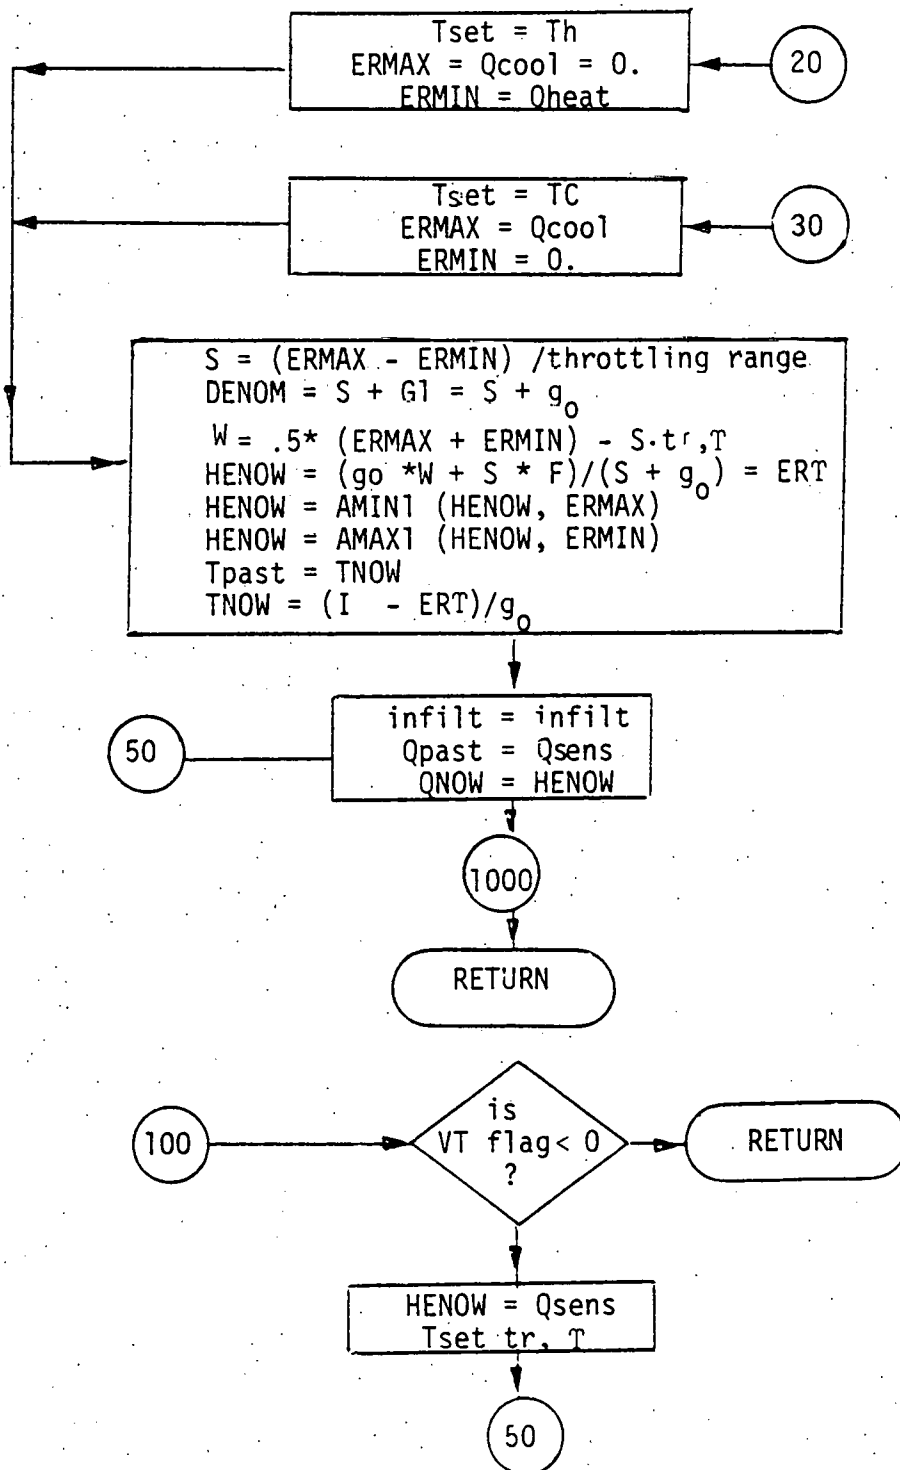 Tset = Th
ERMAX = Qcool = 0.
ERMIN = Qheat
20
Tset = TC
ERMAX = Qcool
ERMIN = 0.
30
S = (ERMAX - ERMIN) /throttling range
DENOM = S + G1 = S + go
W = .5* (ERMAX + ERMIN) - S.tr,T
HENOW = (go *W + S * F)/(S + go) = ERT
HENOW = AMIN1 (HENOW, ERMAX)
HENOW = AMAX1 (HENOW, ERMIN)
Tpast = TNOW
TNOW = (I - ERT)/go
50
infilt = infilt
Qpast = Qsens
QNOW = HENOW
1000
RETURN
100
is
VT flag< 0
?
RETURN
HENOW = Qsens
Tset tr, T
50